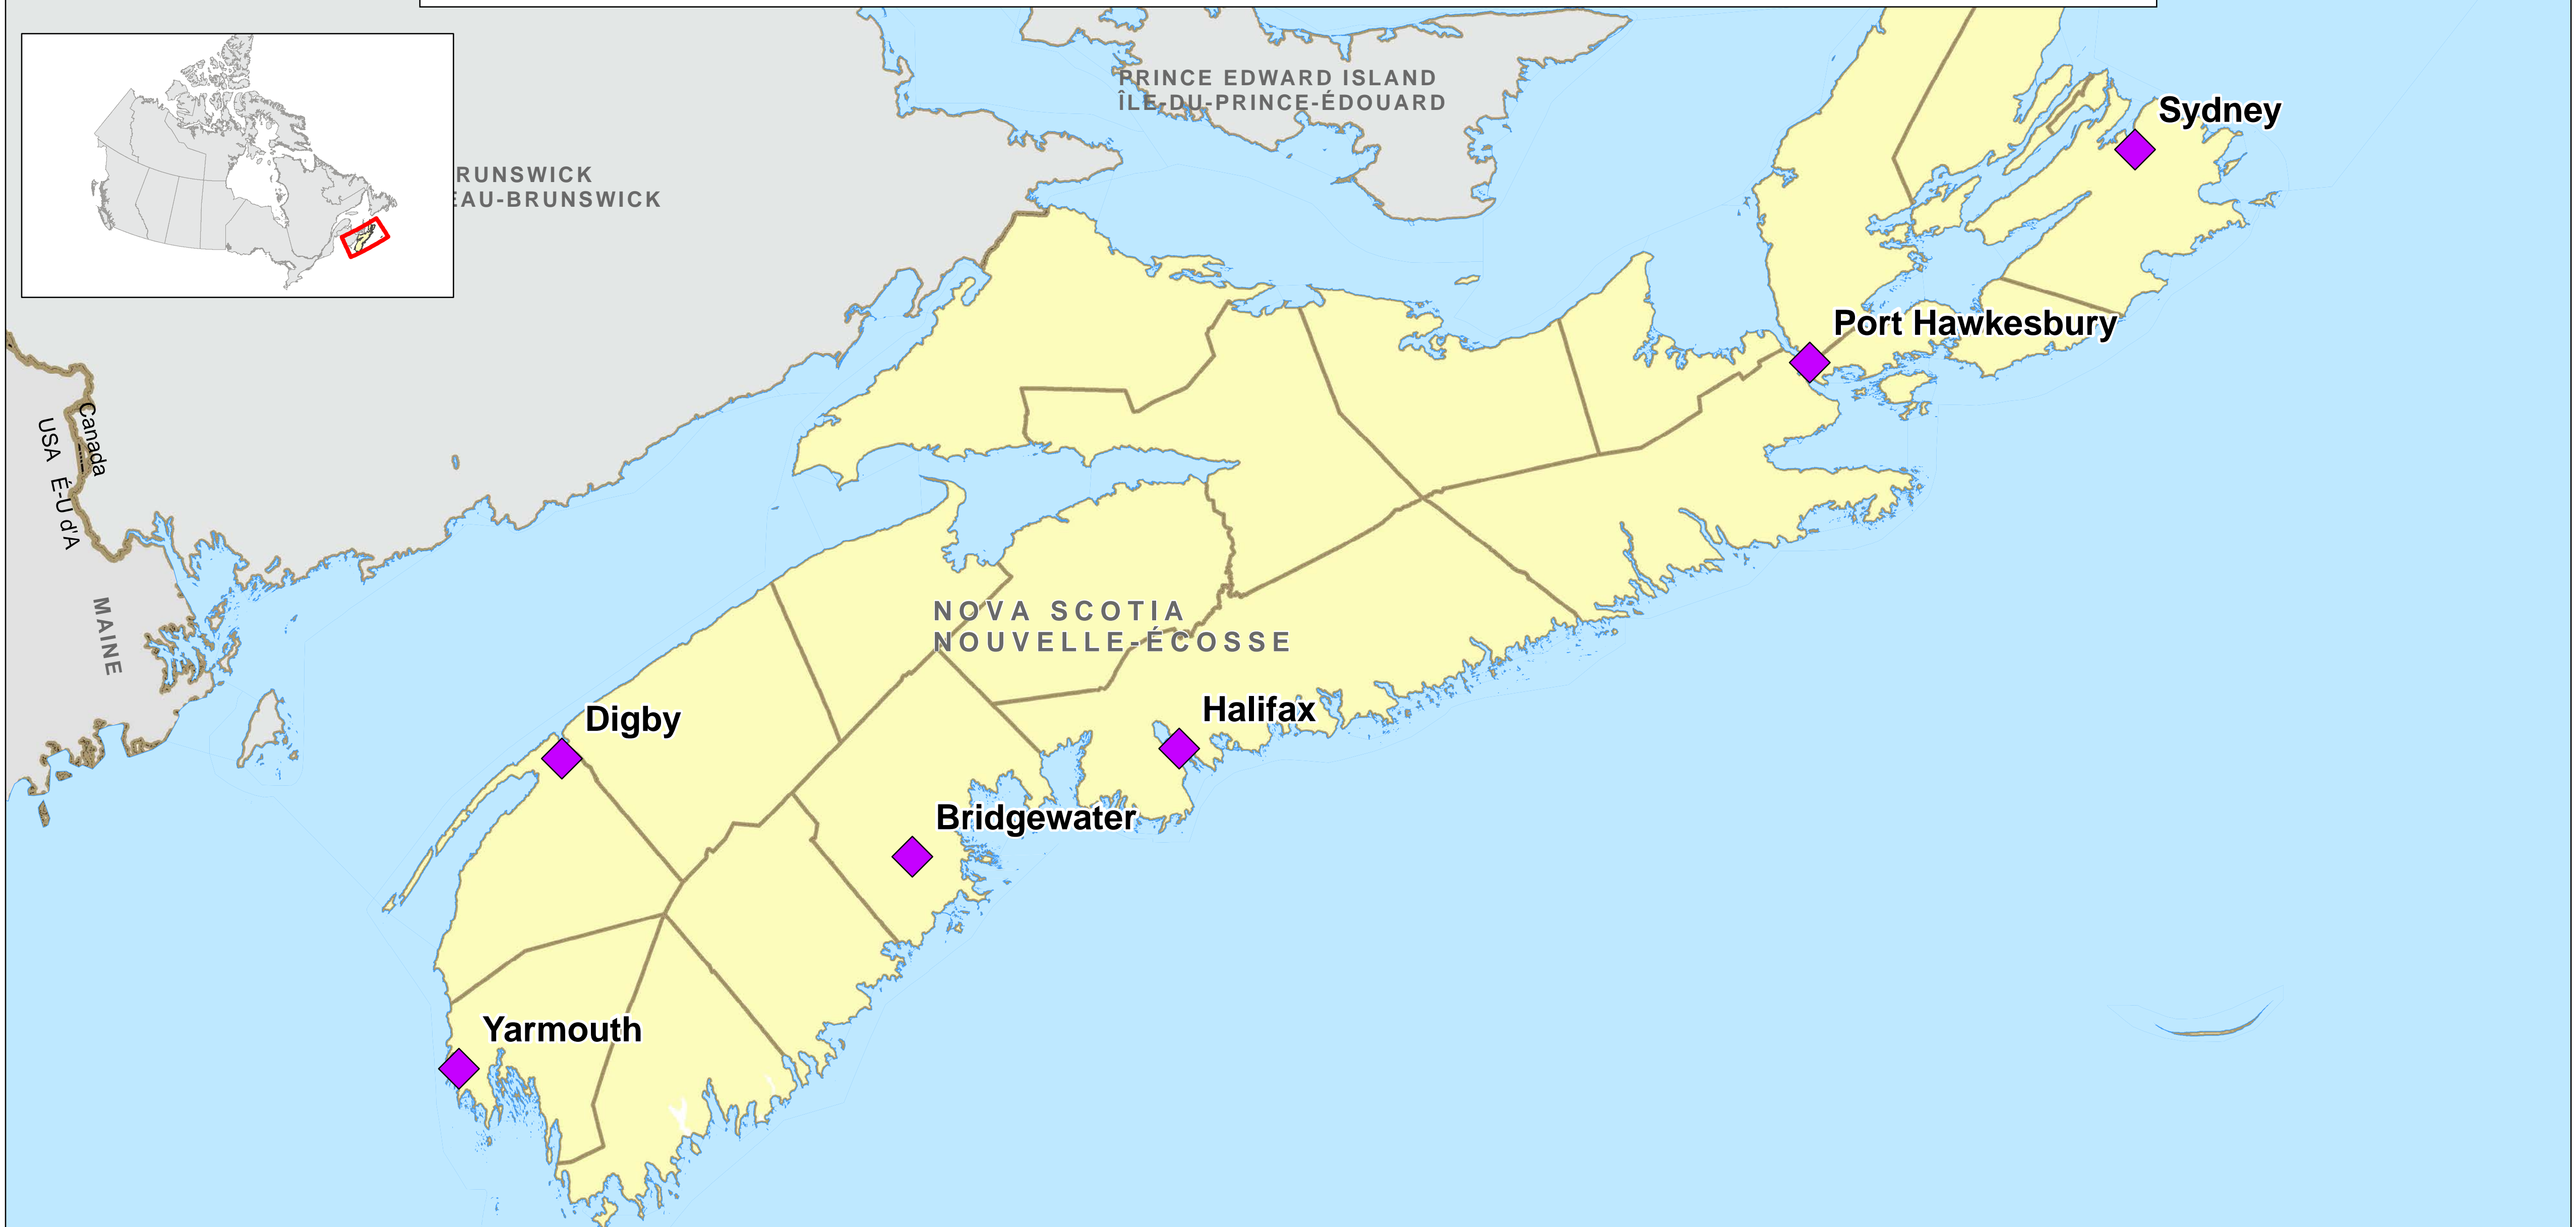 PRINCE EDWARD ISLAND
ÎLE-DU-PRINCE-ÉDOUARD
Sydney
RUNSWICK
EAU-BRUNSWICK
Port Hawkesbury
Canada
USA
É-U d'A
MAINE
NOVA SCOTIA
NOUVELLE-ÉCOSSE
Digby
Halifax
Bridgewater
Yarmouth